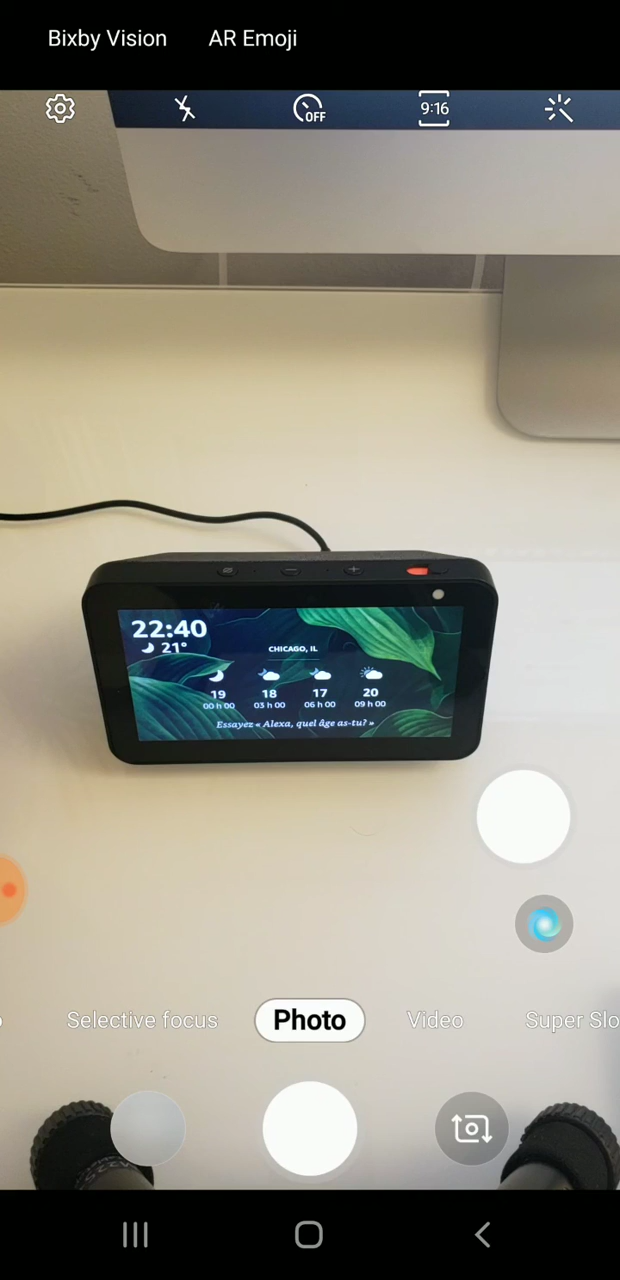 Bixby Vision AR Emoji
OFF 9:16
22:40
21°
CHICAGO, IL
19 18 17 20
00 h 00 03 h 00 06 h 00 09 h 00
Essayez « Alexa, quel âge as-tu? »
Selective focus Photo Video Super Slo